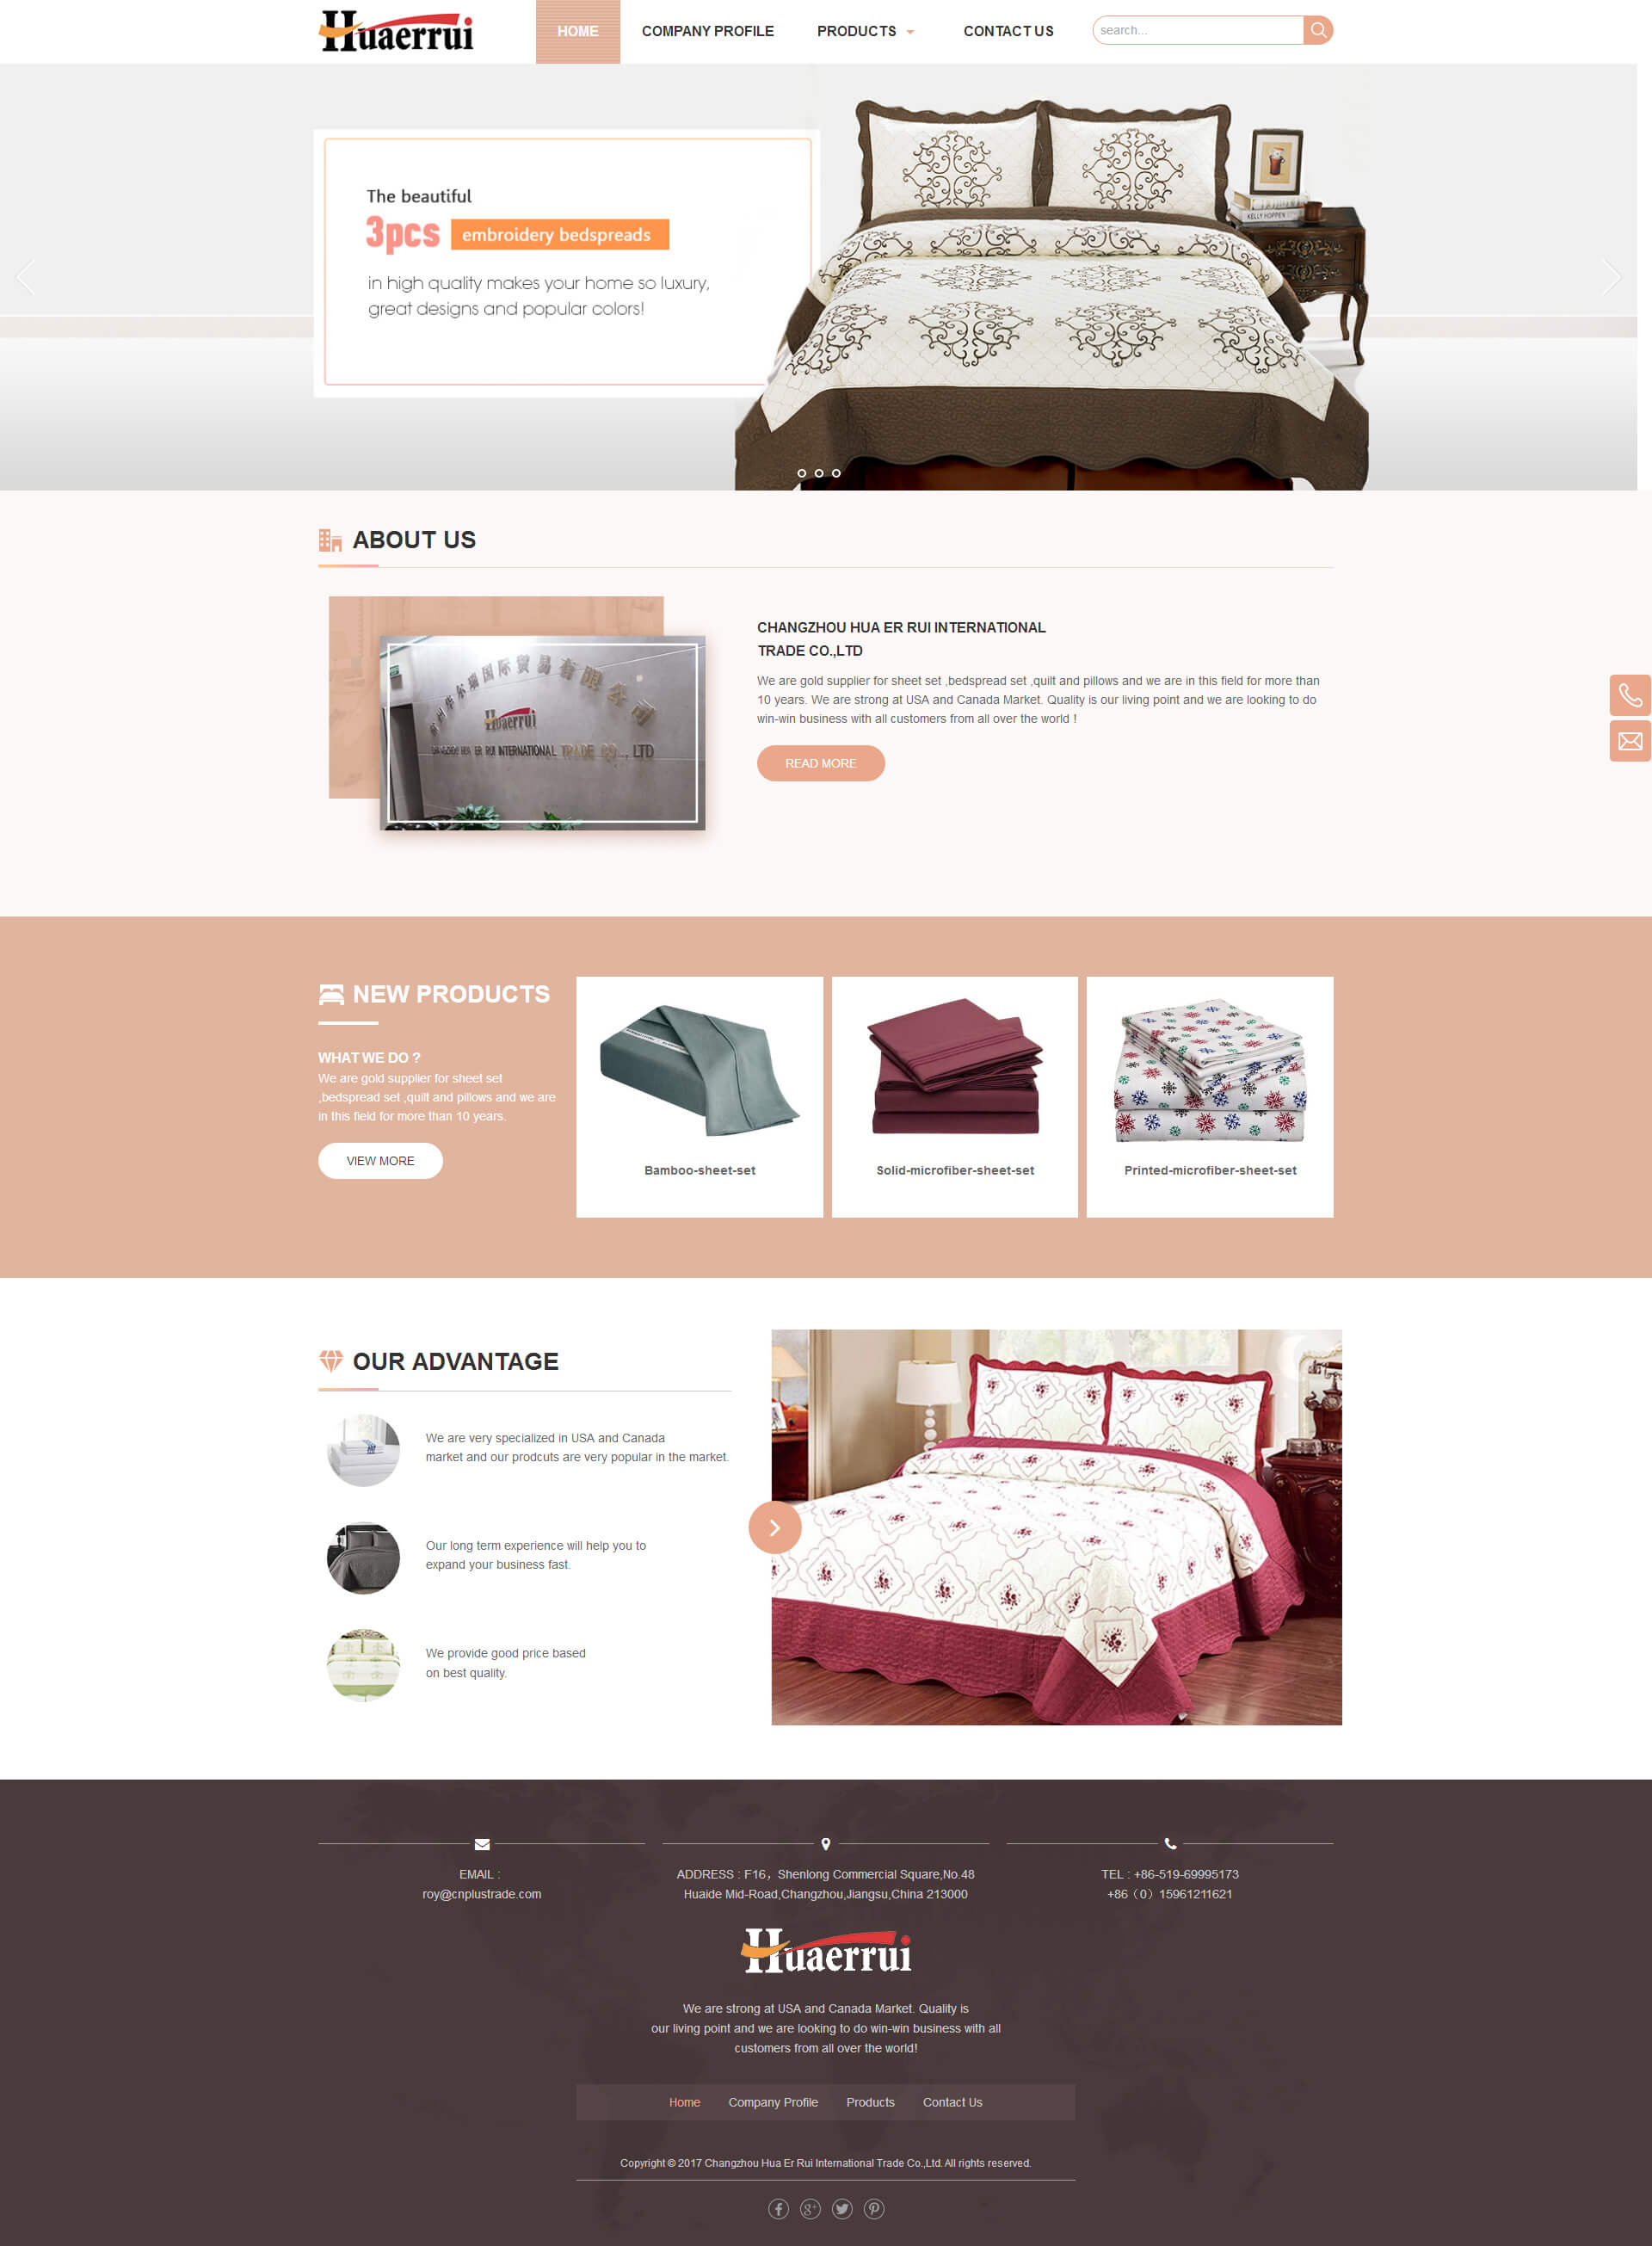 Huaerrui
HOME
COMPANY PROFILE
PRODUCTS
CONTACT US
search...
The beautiful
3pcs embroidery bedspreads
in high quality makes your home so luxury,
great designs and popular colors!
KELLY HOPPEN
ABOUT US
CHANGZHOU HUA ER RUI INTERNATIONAL
TRADE CO.,LTD
We are gold supplier for sheet set ,bedspread set ,quilt and pillows and we are in this field for more than
10 years. We are strong at USA and Canada Market. Quality is our living point and we are looking to do
win-win business with all customers from all over the world !
READ MORE
常州华尔瑞国际贸易有限公司
Huaerrui
CHANGZHOU HUA ER RUI INTERNATIONAL TRADE CO., LTD
NEW PRODUCTS
WHAT WE DO ?
We are gold supplier for sheet set
,bedspread set ,quilt and pillows and we are
in this field for more than 10 years.
VIEW MORE
Bamboo-sheet-set
Solid-microfiber-sheet-set
Printed-microfiber-sheet-set
OUR ADVANTAGE
We are very specialized in USA and Canada
market and our prodcuts are very popular in the market.
Our long term experience will help you to
expand your business fast.
We provide good price based
on best quality.
EMAIL :
roy@cnplustrade.com
ADDRESS : F16，Shenlong Commercial Square,No.48
Huaide Mid-Road,Changzhou,Jiangsu,China 213000
TEL : +86-519-69995173
+86（0）15961211621
Huaerrui
We are strong at USA and Canada Market. Quality is
our living point and we are looking to do win-win business with all
customers from all over the world!
Home
Company Profile
Products
Contact Us
Copyright © 2017 Changzhou Hua Er Rui International Trade Co.,Ltd. All rights reserved.